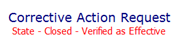 Corrective Action Request
State - Closed - Verified as Effective